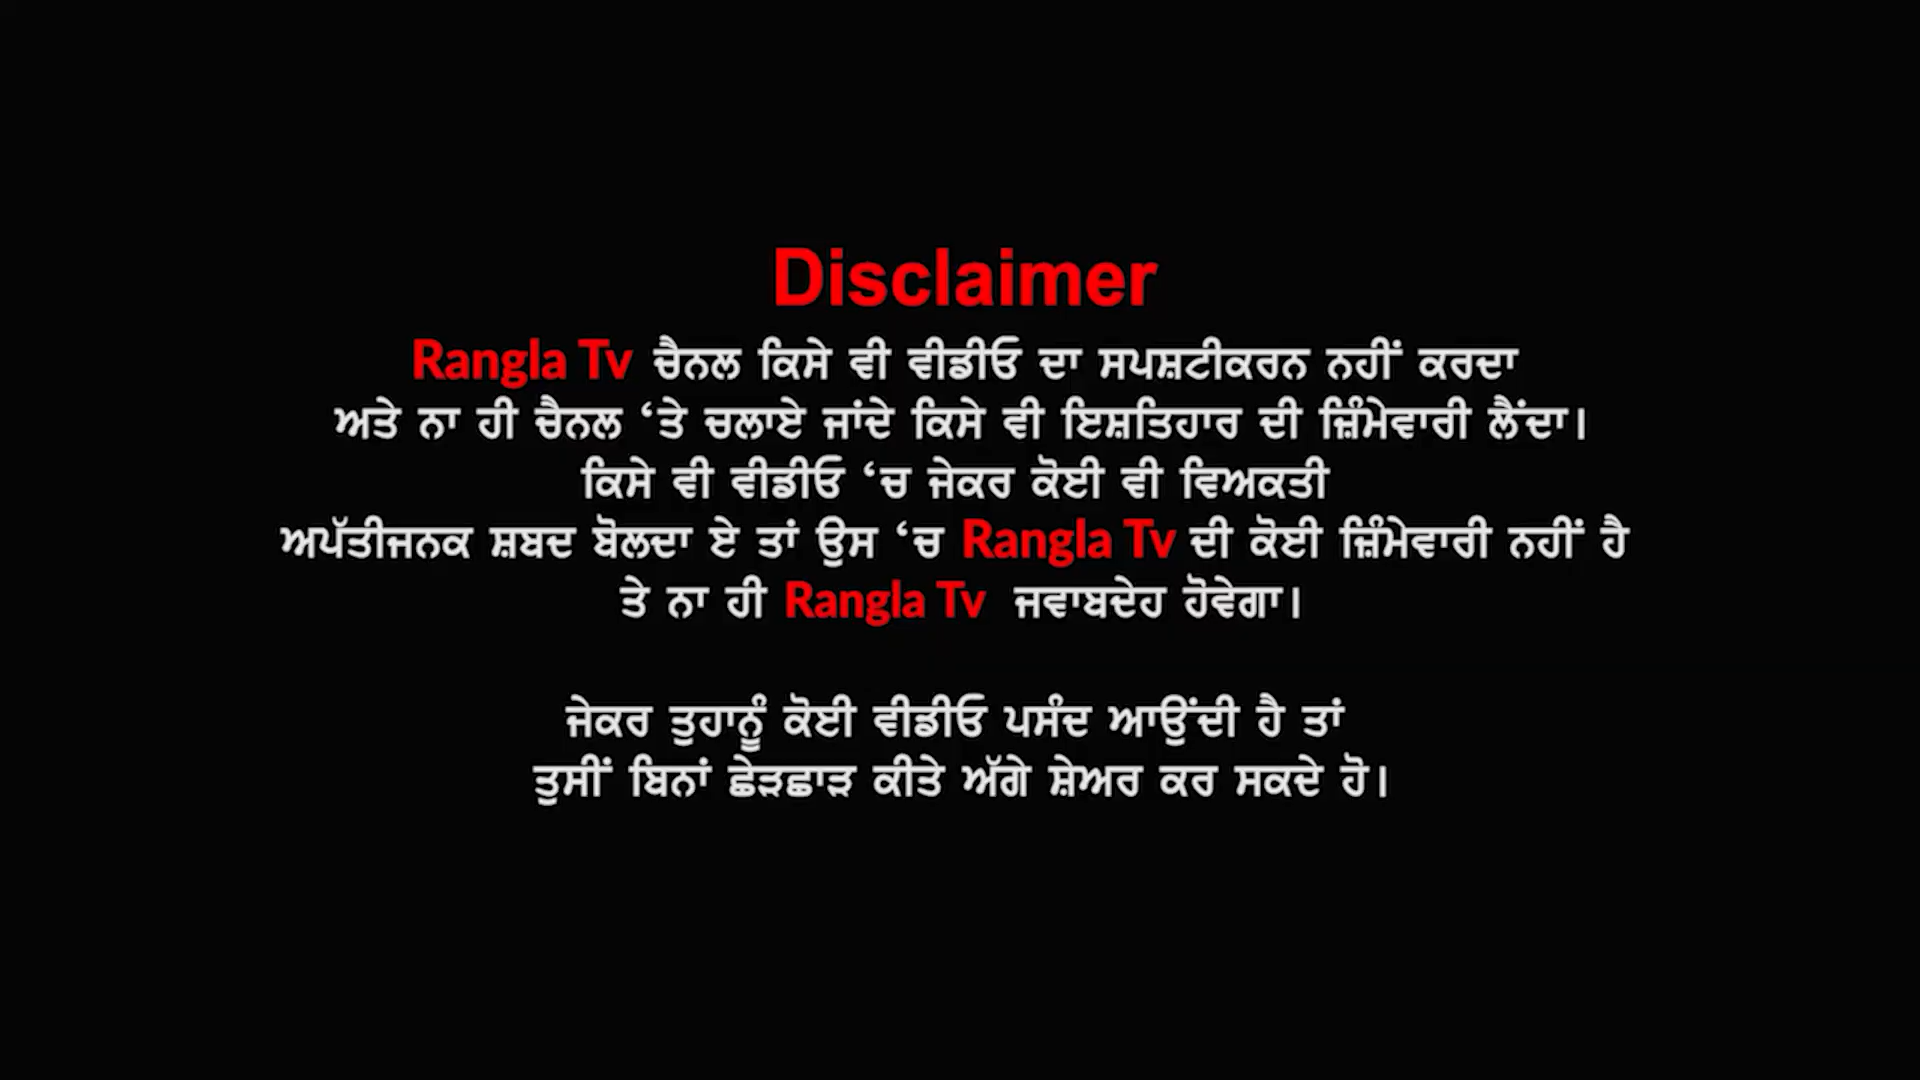 Disclaimer
Rangla Tv ਚੈਨਲ ਕਿਸੇ ਵੀ ਵੀਡੀਓ ਦਾ ਸਪਸ਼ਟੀਕਰਨ ਨਹੀਂ ਕਰਦਾ
ਅਤੇ ਨਾ ਹੀ ਚੈਨਲ ‘ਤੇ ਚਲਾਏ ਜਾਂਦੇ ਕਿਸੇ ਵੀ ਇਸ਼ਤਿਹਾਰ ਦੀ ਜ਼ਿੰਮੇਵਾਰੀ ਲੈਂਦਾ।
ਕਿਸੇ ਵੀ ਵੀਡੀਓ ‘ਚ ਜੇਕਰ ਕੋਈ ਵੀ ਵਿਅਕਤੀ
ਅਪੱਤੀਜਨਕ ਸ਼ਬਦ ਬੋਲਦਾ ਏ ਤਾਂ ਉਸ ‘ਚ Rangla Tv ਦੀ ਕੋਈ ਜ਼ਿੰਮੇਵਾਰੀ ਨਹੀਂ ਹੈ
ਤੇ ਨਾ ਹੀ Rangla Tv ਜਵਾਬਦੇਹ ਹੋਵੇਗਾ।
ਜੇਕਰ ਤੁਹਾਨੂੰ ਕੋਈ ਵੀਡੀਓ ਪਸੰਦ ਆਉਂਦੀ ਹੈ ਤਾਂ
ਤੁਸੀਂ ਬਿਨਾਂ ਛੇੜਛਾੜ ਕੀਤੇ ਅੱਗੇ ਸ਼ੇਅਰ ਕਰ ਸਕਦੇ ਹੋ।